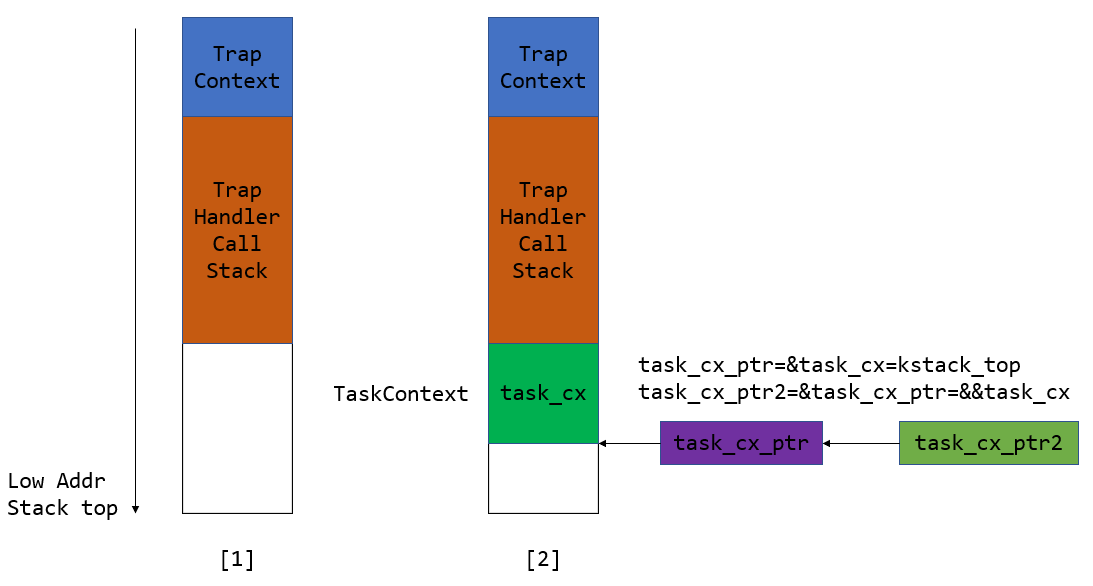 Trap
Context
Trap
Handler
Call
Stack
Low Addr
Stack top
[1]
Trap
Context
Trap
Handler
Call
Stack
TaskContext
task_cx
task_cx_ptr=&task_cx=kstack_top
task_cx_ptr2=&task_cx_ptr=&&task_cx
task_cx_ptr
task_cx_ptr2
[2]